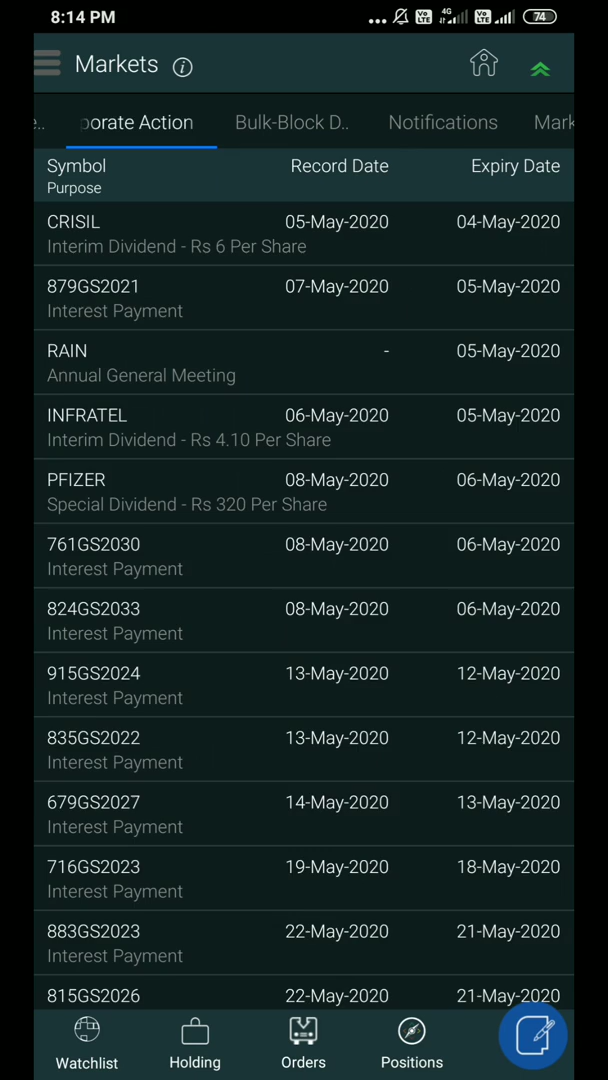 8:14 PM ... Vo LTE 4G Vo LTE 74
Markets i
e.. porate Action Bulk-Block D.. Notifications Mark
Symbol Record Date Expiry Date
Purpose
CRISIL 05-May-2020 04-May-2020
Interim Dividend - Rs 6 Per Share
879GS2021 07-May-2020 05-May-2020
Interest Payment
RAIN - 05-May-2020
Annual General Meeting
INFRATEL 06-May-2020 05-May-2020
Interim Dividend - Rs 4.10 Per Share
PFIZER 08-May-2020 06-May-2020
Special Dividend - Rs 320 Per Share
761GS2030 08-May-2020 06-May-2020
Interest Payment
824GS2033 08-May-2020 06-May-2020
Interest Payment
915GS2024 13-May-2020 12-May-2020
Interest Payment
835GS2022 13-May-2020 12-May-2020
Interest Payment
679GS2027 14-May-2020 13-May-2020
Interest Payment
716GS2023 19-May-2020 18-May-2020
Interest Payment
883GS2023 22-May-2020 21-May-2020
Interest Payment
815GS2026 22-May-2020 21-May-2020
Watchlist Holding Orders Positions